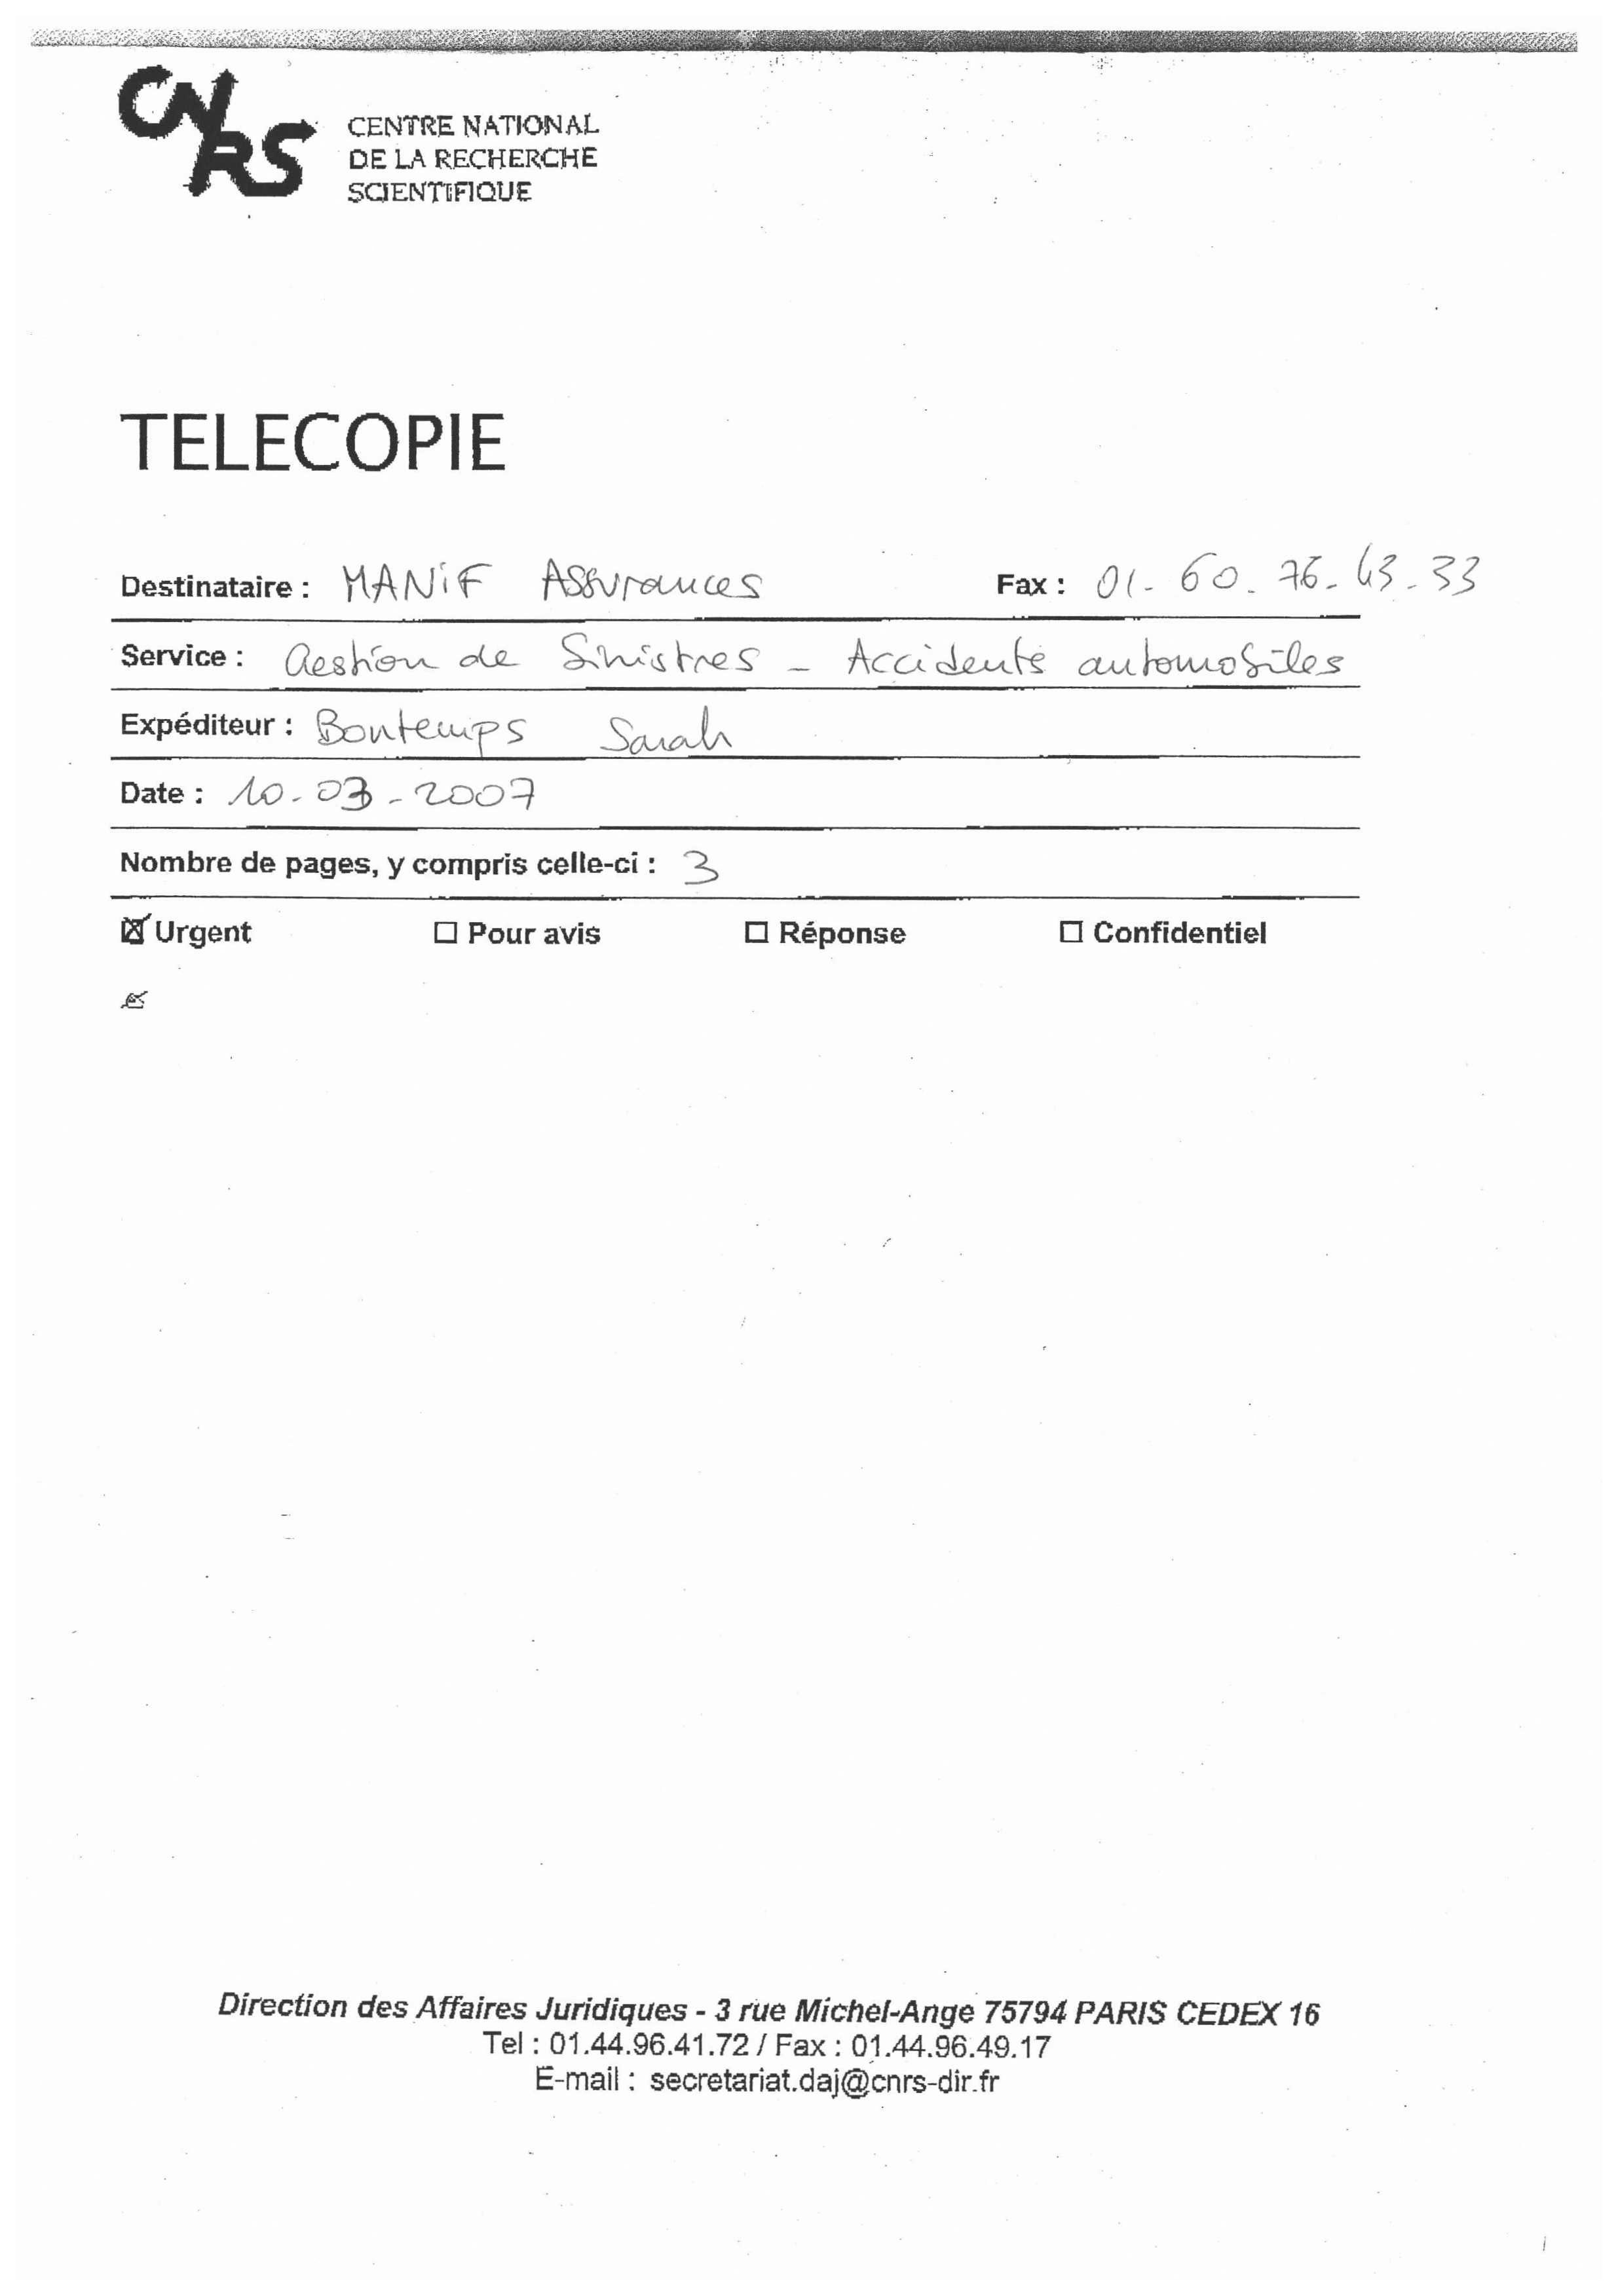 CNRS
CENTRE NATIONAL
DE LA RECHERCHE
SCIENTIFIQUE
TELECOPIE
Destinataire : MANiF Assurances Fax : 01-60.76-43-33
Service : Gestion de Sinistres - Accidents automobiles
Expéditeur : Bontemps Sarah
Date : 10-03-2007
Nombre de pages, y compris celle-ci : 3
☒ Urgent ☐ Pour avis ☐ Réponse ☐ Confidentiel
Direction des Affaires Juridiques - 3 rue Michel-Ange 75794 PARIS CEDEX 16
Tel : 01.44.96.41.72 / Fax : 01.44.96.49.17
E-mail : secretariat.daj@cnrs-dir.fr